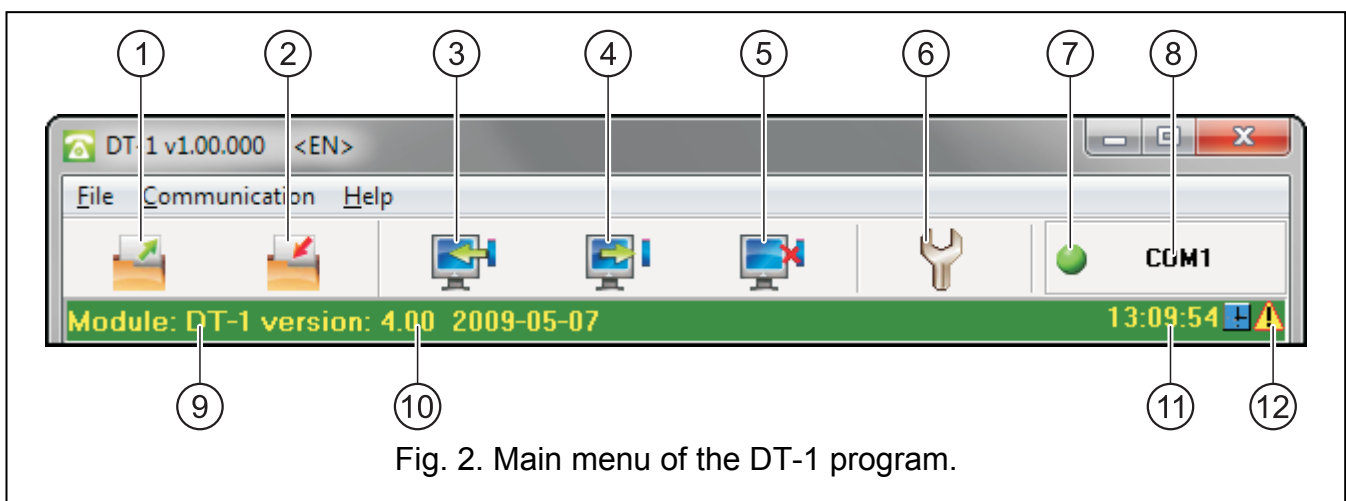 1 2 3 4 5 6 7 8
DT-1 v1.00.000 <EN>
File Communication Help
COM1
Module: DT-1 version: 4.00 2009-05-07 13:09:54
9 10 11 12
Fig. 2. Main menu of the DT-1 program.